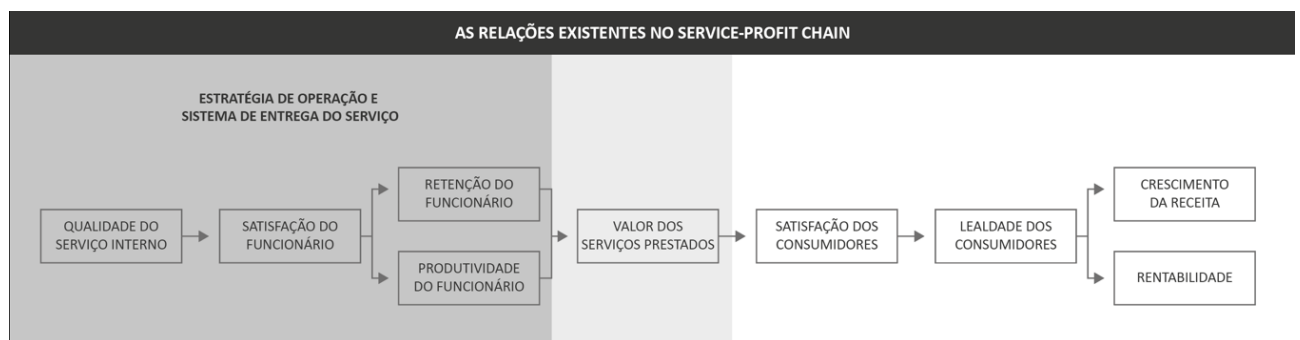 AS RELAÇÕES EXISTENTES NO SERVICE-PROFIT CHAIN
ESTRATÉGIA DE OPERAÇÃO E
SISTEMA DE ENTREGA DO SERVIÇO
QUALIDADE DO
SERVIÇO INTERNO
SATISFAÇÃO DO
FUNCIONÁRIO
RETENÇÃO DO
FUNCIONÁRIO
PRODUTIVIDADE
DO FUNCIONÁRIO
VALOR DOS
SERVIÇOS PRESTADOS
SATISFAÇÃO DOS
CONSUMIDORES
LEALDADE DOS
CONSUMIDORES
CRESCIMENTO
DA RECEITA
RENTABILIDADE